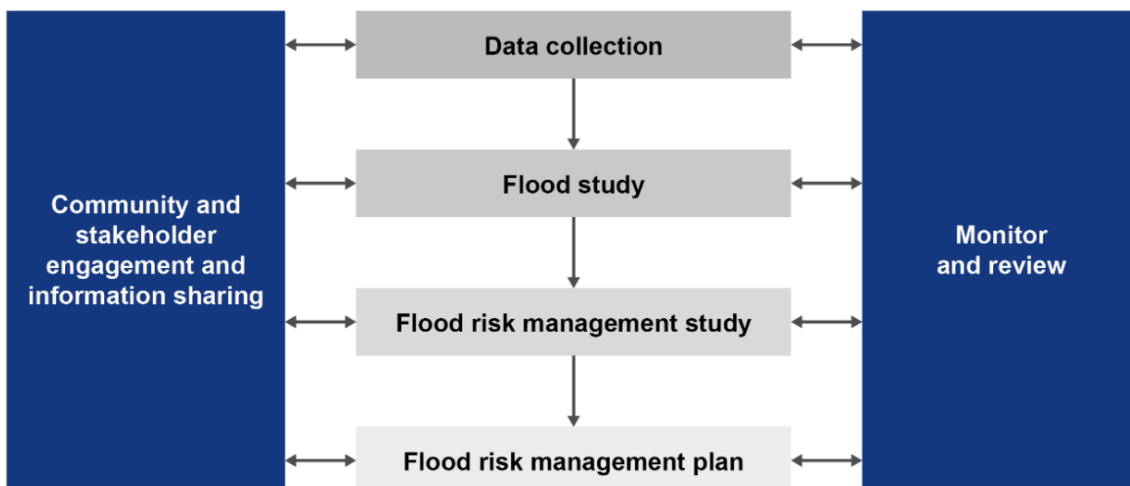 Data collection
Flood study
Community and
stakeholder
engagement and
information sharing
Monitor
and review
Flood risk management study
Flood risk management plan